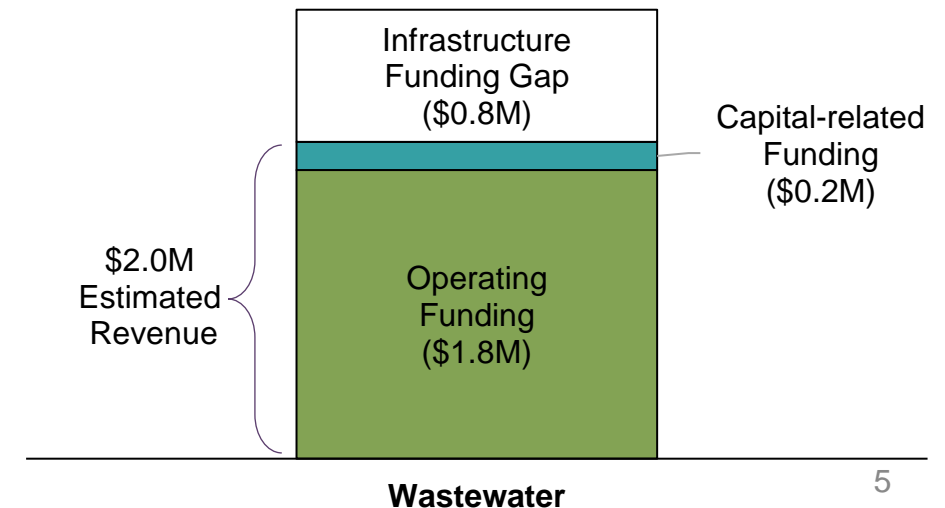 Infrastructure
Funding Gap
($0.8M)
Capital-related
Funding
($0.2M)
$2.0M
Estimated
Revenue
Operating
Funding
($1.8M)
Wastewater
5